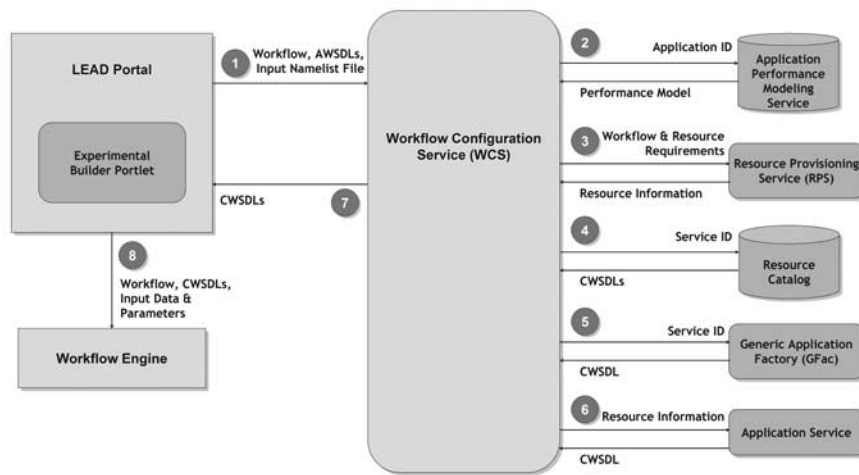 LEAD Portal
Experimental
Builder Portlet
1
Workflow, AWSDLs,
Input Namelist File
CWSDLs
7
8
Workflow, CWSDLs,
Input Data &
Parameters
Workflow Engine
Workflow Configuration
Service (WCS)
2
Application ID
Performance Model
Application
Performance
Modeling
Service
3
Workflow & Resource
Requirements
Resource Information
Resource Provisioning
Service (RPS)
4
Service ID
CWSDLs
Resource
Catalog
5
Service ID
CWSDL
Generic Application
Factory (GFac)
6
Resource Information
CWSDL
Application Service